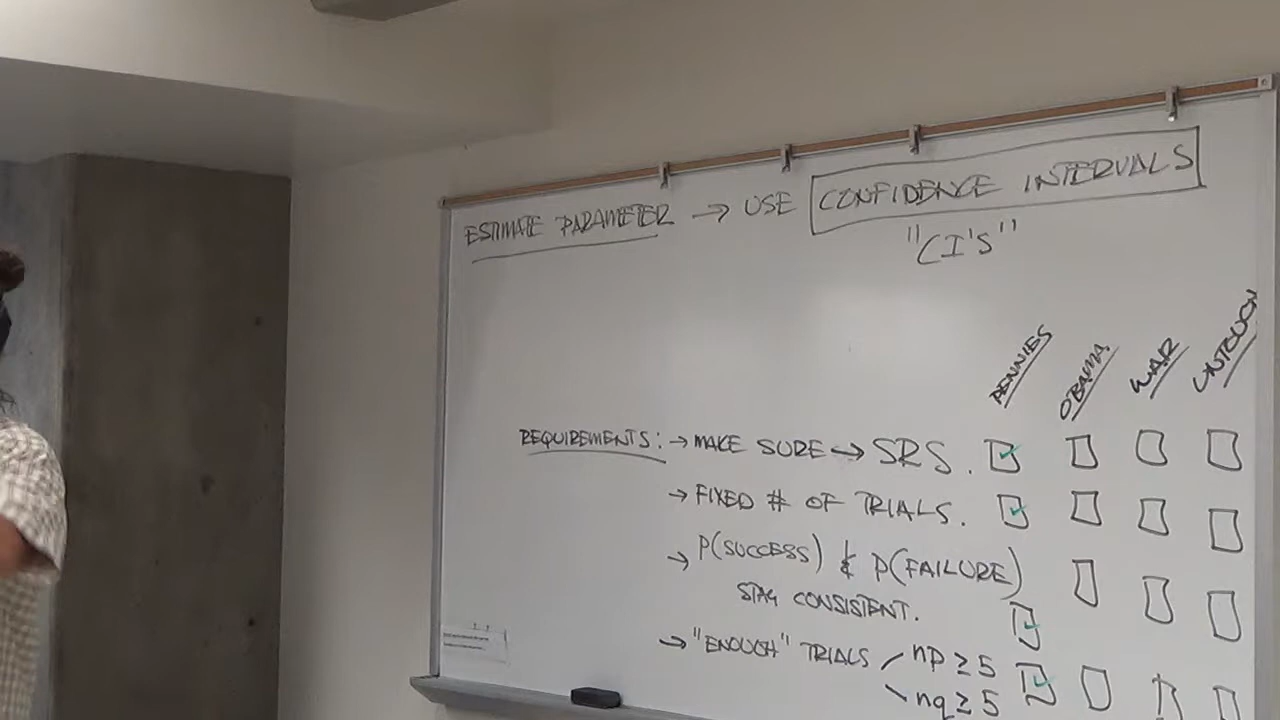 ESTIMATE PARAMETER → USE CONFIDENCE INTERVALS
"CI'S"
PENNIES OBAMA WAR UNTOUCH
REQUIREMENTS: → MAKE SURE → SRS.
→ FIXED # OF TRIALS.
→ P(SUCCESS) & P(FAILURE)
STAY CONSISTENT.
→ "ENOUGH" TRIALS np ≥ 5
nq ≥ 5